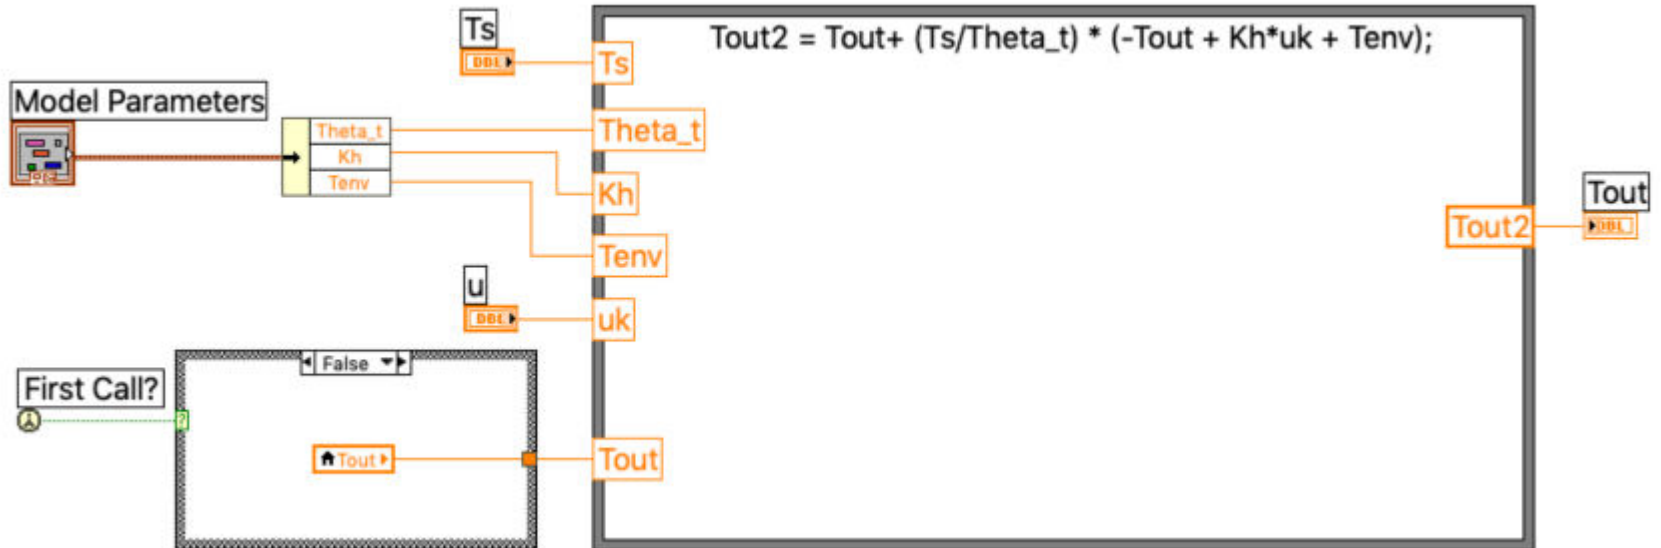 Ts
DBL
Tout2 = Tout+ (Ts/Theta_t) * (-Tout + Kh*uk + Tenv);
Ts
Model Parameters
Theta_t
Kh
Tenv
Theta_t
Kh
Tenv
Tout
DBL
Tout2
u
DBL
uk
First Call?
False
?
Tout
Tout